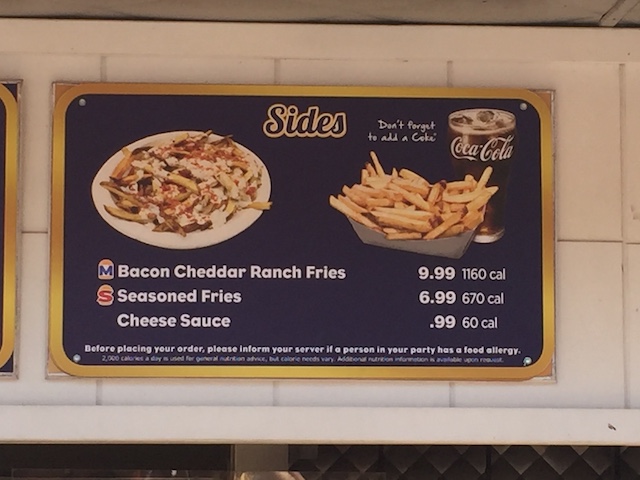 Sides
Don't forget
to add a Coke
Coca-Cola
M Bacon Cheddar Ranch Fries 9.99 1160 cal
S Seasoned Fries 6.99 670 cal
Cheese Sauce .99 60 cal
Before placing your order, please inform your server if a person in your party has a food allergy.
2,000 calories a day is used for general nutrition advice, but calorie needs vary. Additional nutrition information is available upon request.